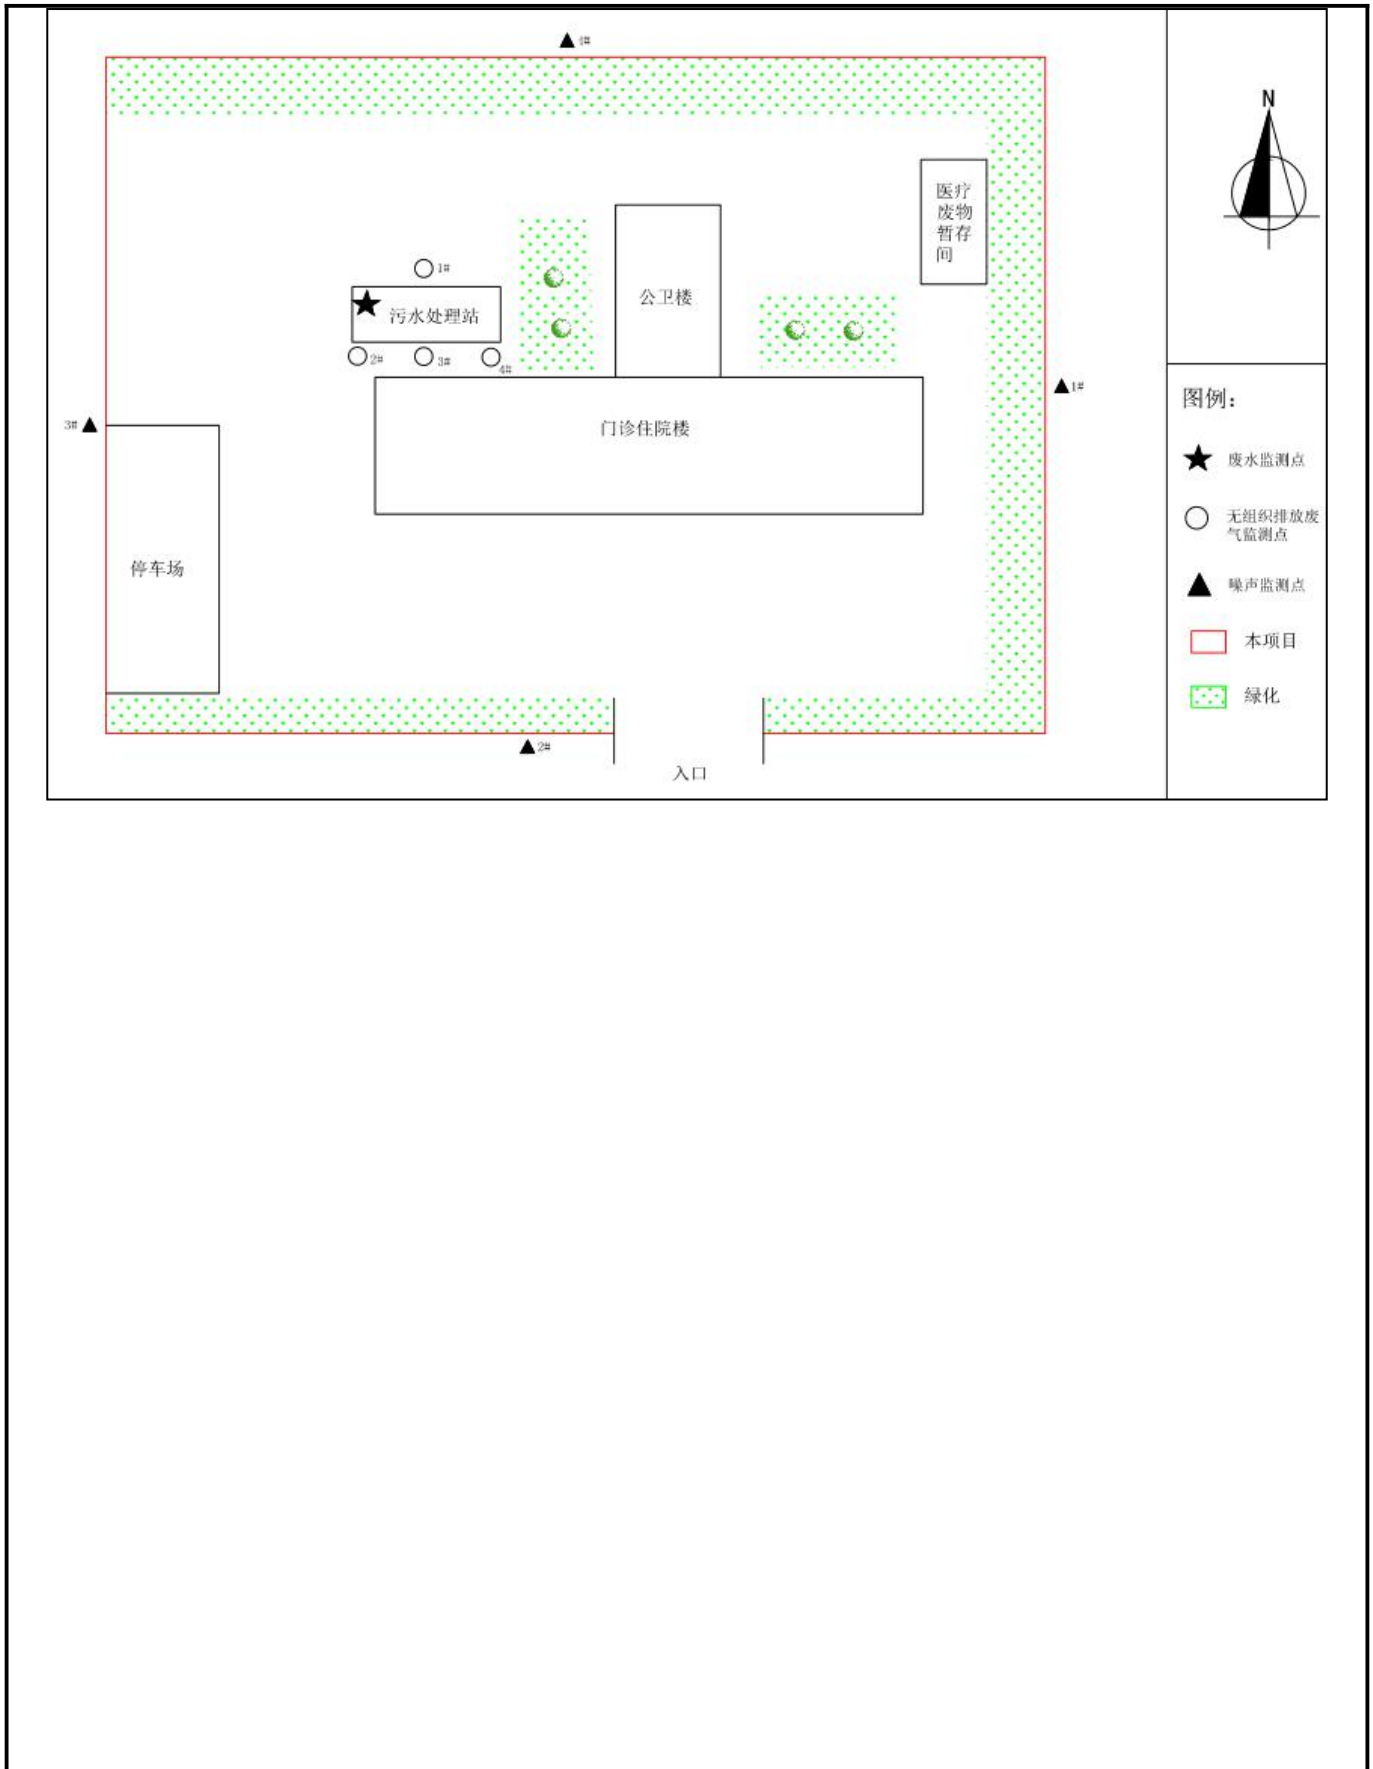 4#
N
医疗
废物
暂存
间
1#
公卫楼
污水处理站
2#
3#
4#
1#
图例：
3#
门诊住院楼
废水监测点
无组织排放废
气监测点
停车场
噪声监测点
本项目
绿化
2#
入口